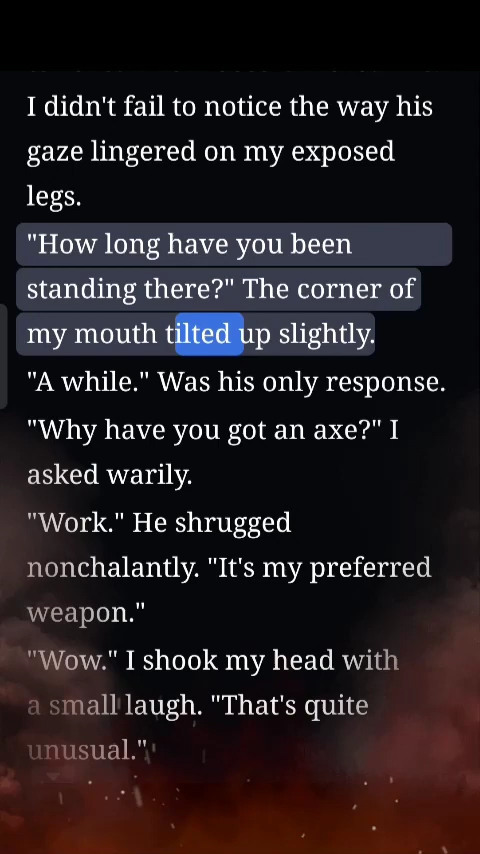 I didn't fail to notice the way his
gaze lingered on my exposed
legs.
"How long have you been
standing there?" The corner of
my mouth tilted up slightly.
"A while." Was his only response.
"Why have you got an axe?" I
asked warily.
"Work." He shrugged
nonchalantly. "It's my preferred
weapon."
"Wow." I shook my head with
a small laugh. "That's quite
unusual."